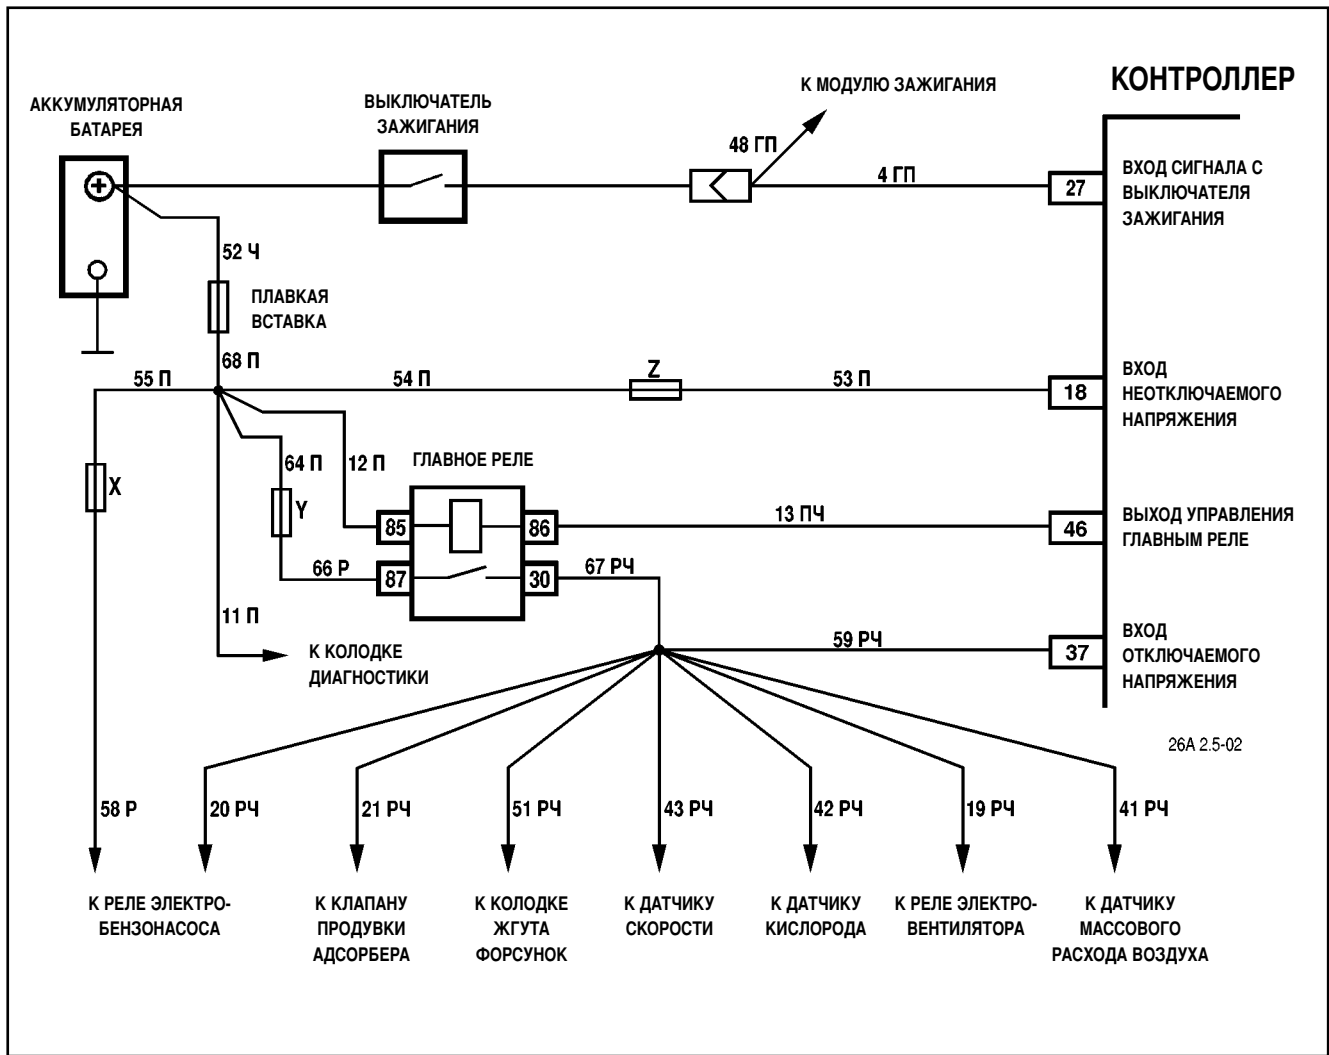 КОНТРОЛЛЕР
АККУМУЛЯТОРНАЯ
БАТАРЕЯ
ВЫКЛЮЧАТЕЛЬ
ЗАЖИГАНИЯ
К МОДУЛЮ ЗАЖИГАНИЯ
48 ГП
4 ГП
27
ВХОД СИГНАЛА С
ВЫКЛЮЧАТЕЛЯ
ЗАЖИГАНИЯ
52 Ч
ПЛАВКАЯ
ВСТАВКА
68 П
55 П
54 П
Z
53 П
18
ВХОД
НЕОТКЛЮЧАЕМОГО
НАПРЯЖЕНИЯ
X
64 П
Y
12 П
ГЛАВНОЕ РЕЛЕ
85
86
13 ПЧ
46
ВЫХОД УПРАВЛЕНИЯ
ГЛАВНЫМ РЕЛЕ
66 Р
87
30
67 РЧ
11 П
К КОЛОДКЕ
ДИАГНОСТИКИ
59 РЧ
37
ВХОД
ОТКЛЮЧАЕМОГО
НАПРЯЖЕНИЯ
26А 2.5-02
58 Р
20 РЧ
21 РЧ
51 РЧ
43 РЧ
42 РЧ
19 РЧ
41 РЧ
К РЕЛЕ ЭЛЕКТРО-
БЕНЗОНАСОСА
К КЛАПАНУ
ПРОДУВКИ
АДСОРБЕРА
К КОЛОДКЕ
ЖГУТА
ФОРСУНОК
К ДАТЧИКУ
СКОРОСТИ
К ДАТЧИКУ
КИСЛОРОДА
К РЕЛЕ ЭЛЕКТРО-
ВЕНТИЛЯТОРА
К ДАТЧИКУ
МАССОВОГО
РАСХОДА ВОЗДУХА